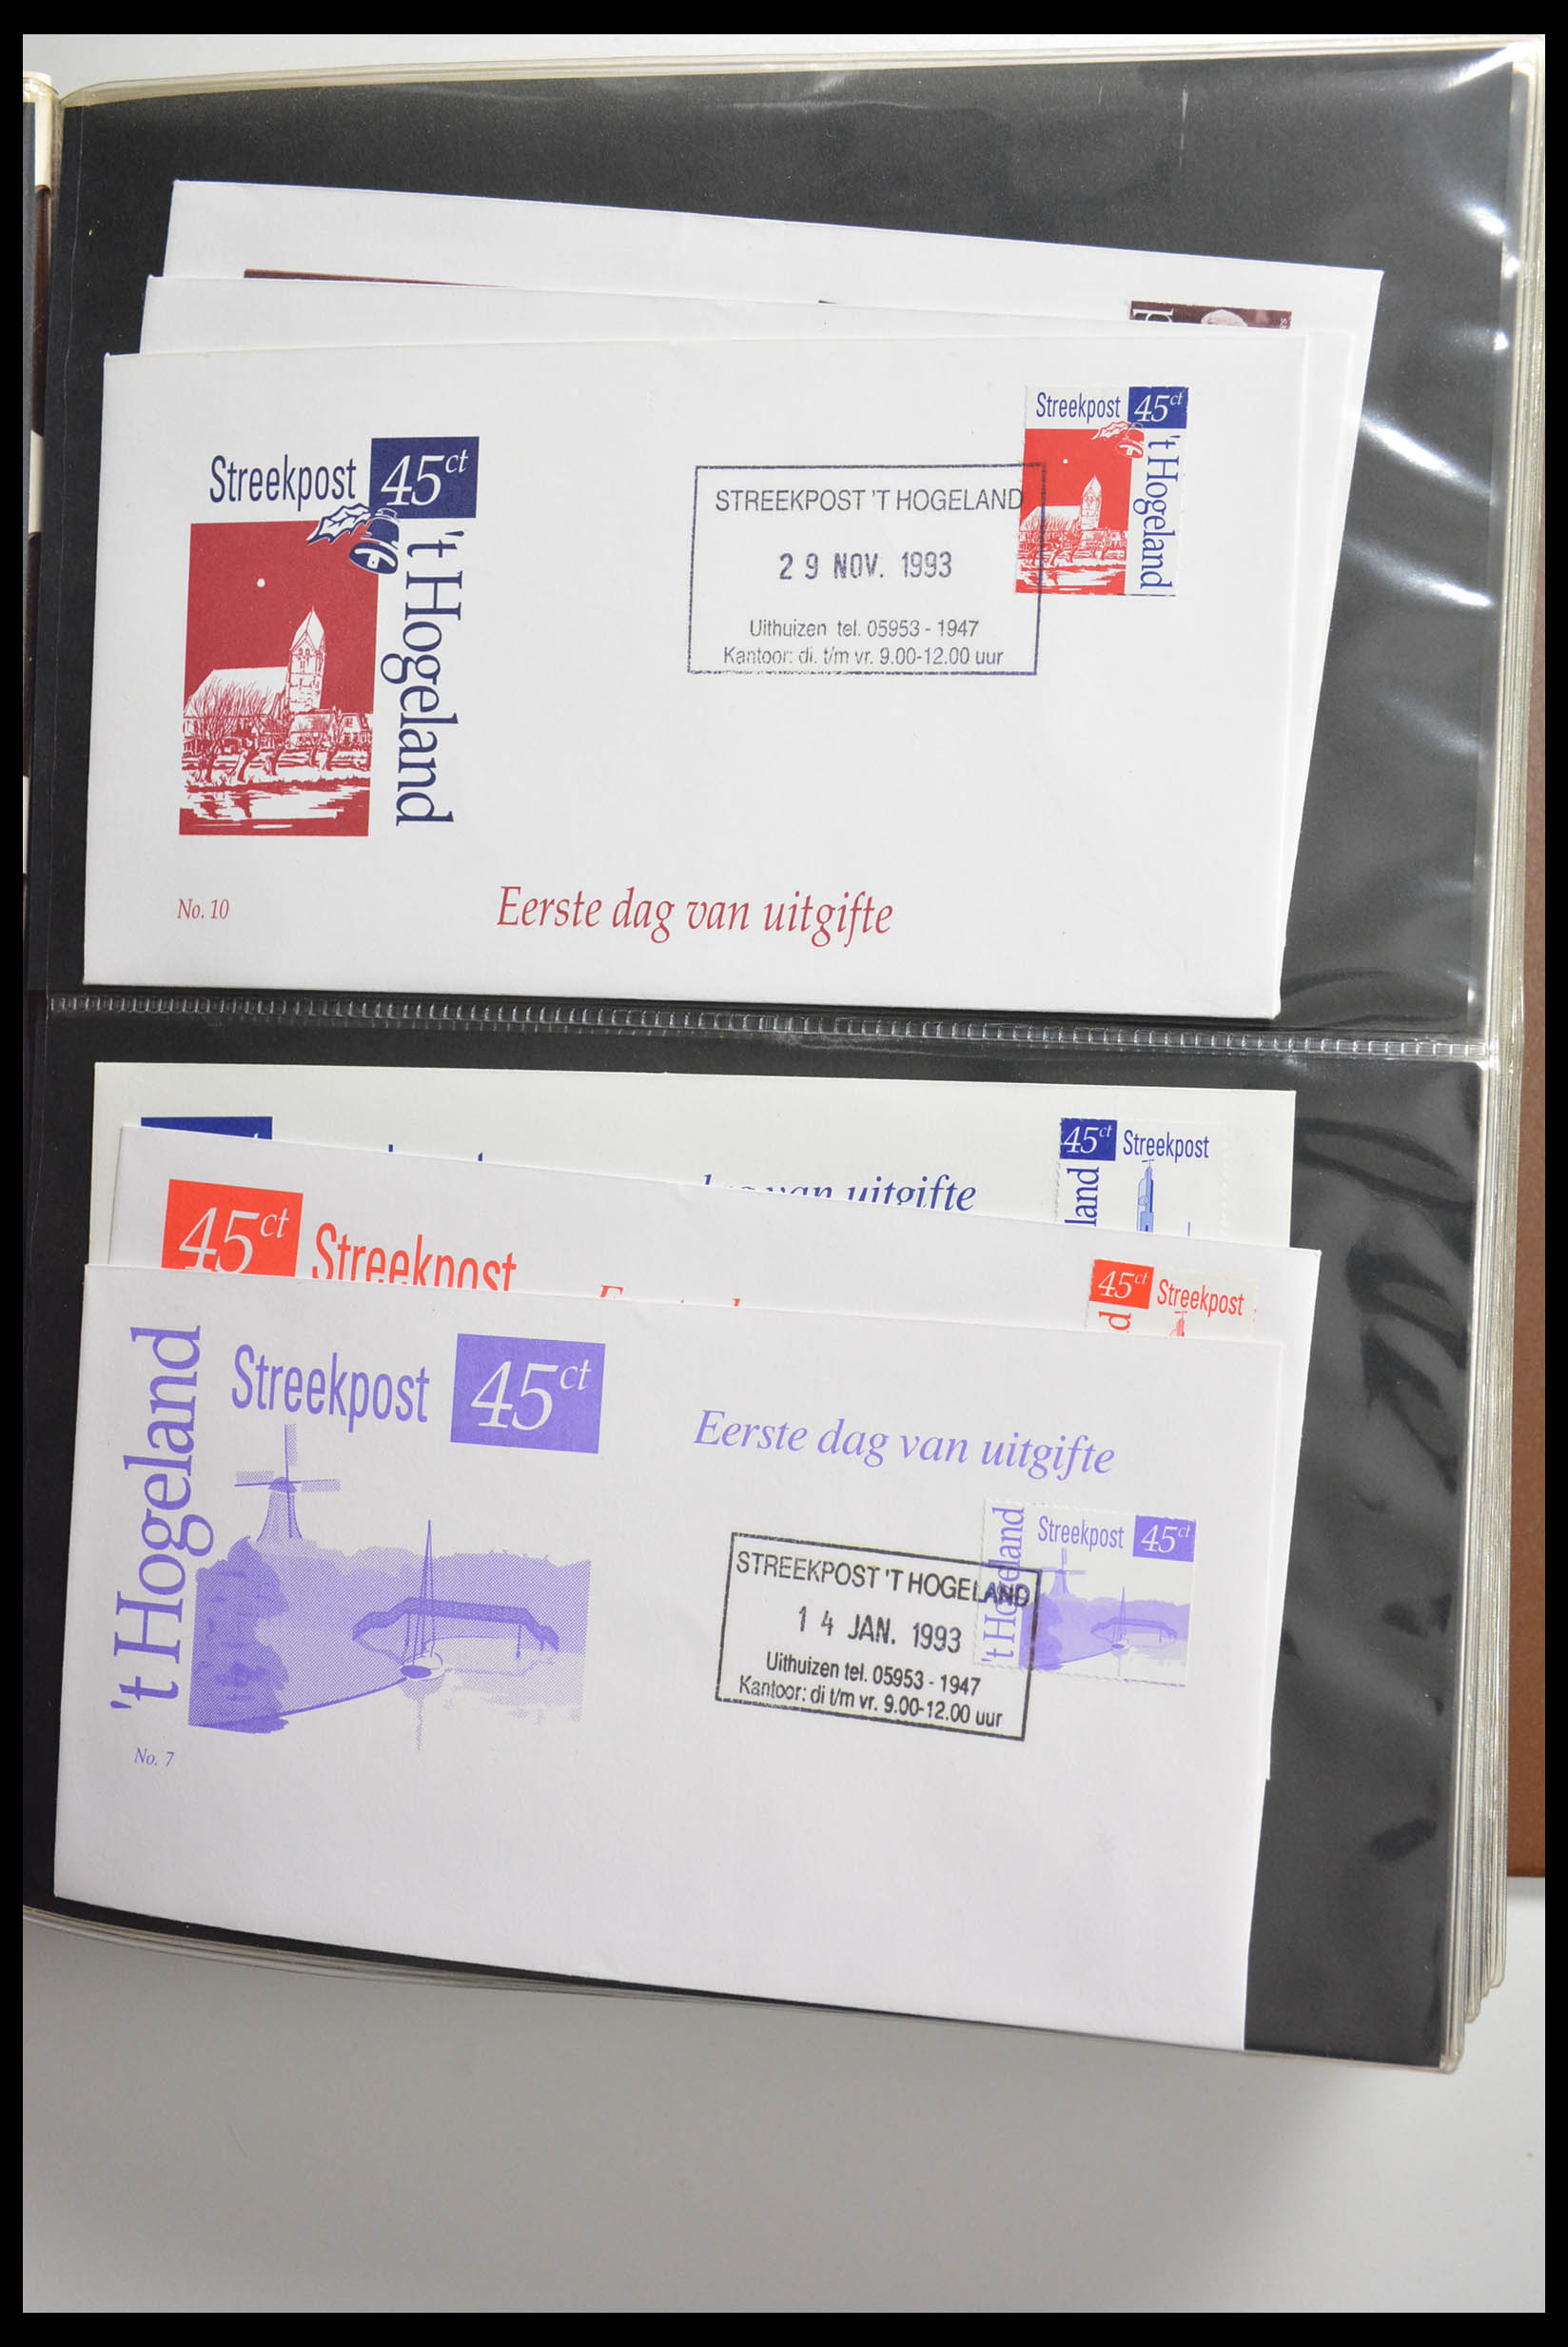 Streekpost 45ct
't Hogeland
Streekpost 45ct
't Hogeland
STREEKPOST 'T HOGELAND
29 NOV. 1993
Uithuizen tel. 05953 - 1947
Kantoor: di. t/m vr. 9.00-12.00 uur
No. 10
Eerste dag van uitgifte
van uitgifte
45ct Streekpost
land
45ct Streekpost
45ct Streekpost
d
't Hogeland
Streekpost 45ct
Eerste dag van uitgifte
't Hogeland
Streekpost 45ct
STREEKPOST 'T HOGELAND
14 JAN. 1993
Uithuizen tel. 05953 - 1947
Kantoor: di t/m vr. 9.00-12.00 uur
No. 7